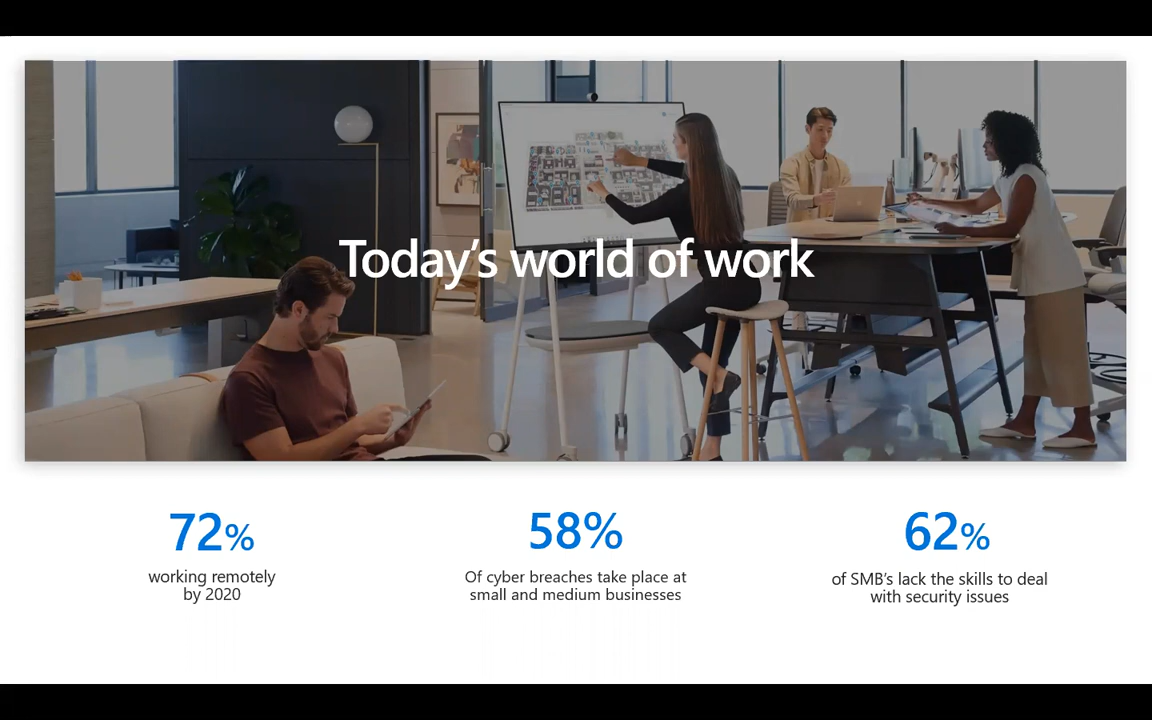 Today's world of work
72%
working remotely
by 2020
58%
Of cyber breaches take place at
small and medium businesses
62%
of SMB's lack the skills to deal
with security issues